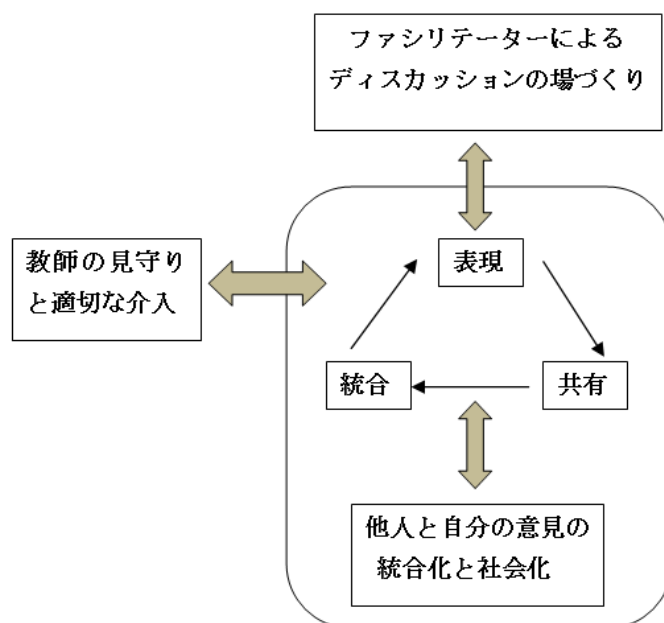 ファシリテーターによる
ディスカッションの場づくり
教師の見守り
と適切な介入
表現
統合
共有
他人と自分の意見の
統合化と社会化